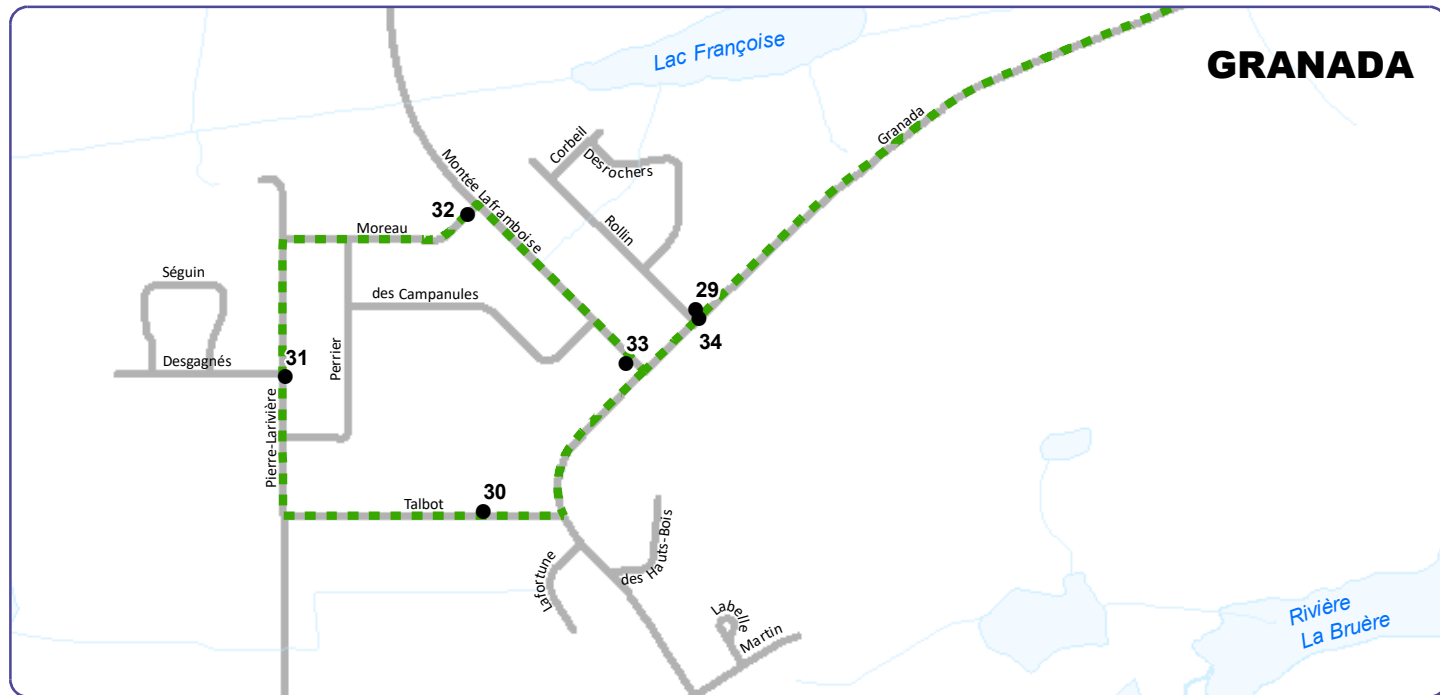 Lac Françoise
GRANADA
Granada
Corbeil
Desrochers
Montée Laframboise
32
Moreau
Rollin
Séguin
des Campanules
29
34
33
31
Desgagnés
Perrier
Pierre-Larivière
30
Talbot
Lafortune
des Hauts-Bois
Labelle
Martin
Rivière
La Bruère